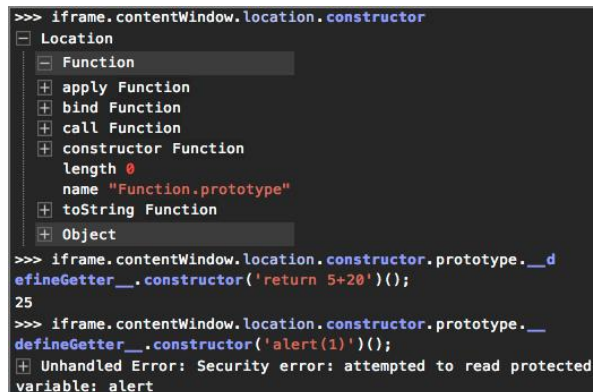 >>> iframe.contentWindow.location.constructor
Location
Function
apply Function
bind Function
call Function
constructor Function
length 0
name "Function.prototype"
toString Function
Object
>>> iframe.contentWindow.location.constructor.prototype.__d
efineGetter__.constructor('return 5+20')();
25
>>> iframe.contentWindow.location.constructor.prototype.__
defineGetter__.constructor('alert(1)')();
Unhandled Error: Security error: attempted to read protected
variable: alert